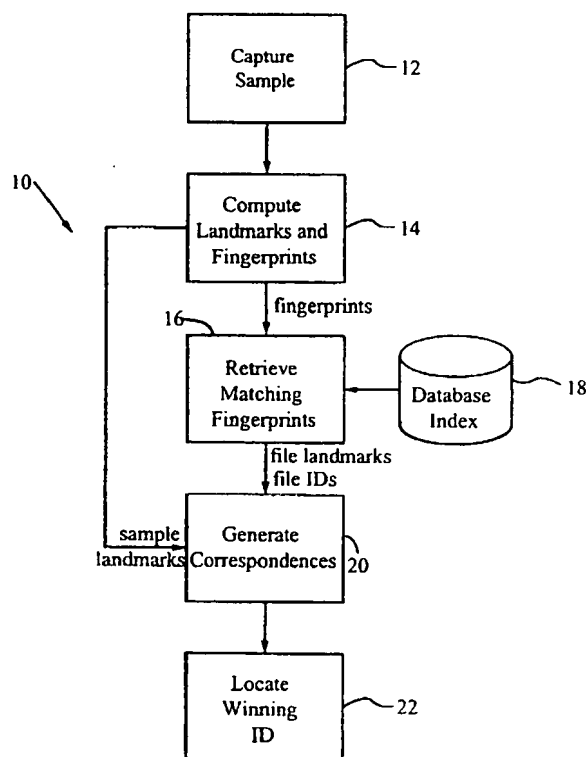 Capture
Sample
12
10
Compute
Landmarks and
Fingerprints
14
fingerprints
16
Retrieve
Matching
Fingerprints
Database
Index
18
file landmarks
file IDs
sample
landmarks
Generate
Correspondences
20
Locate
Winning
ID
22